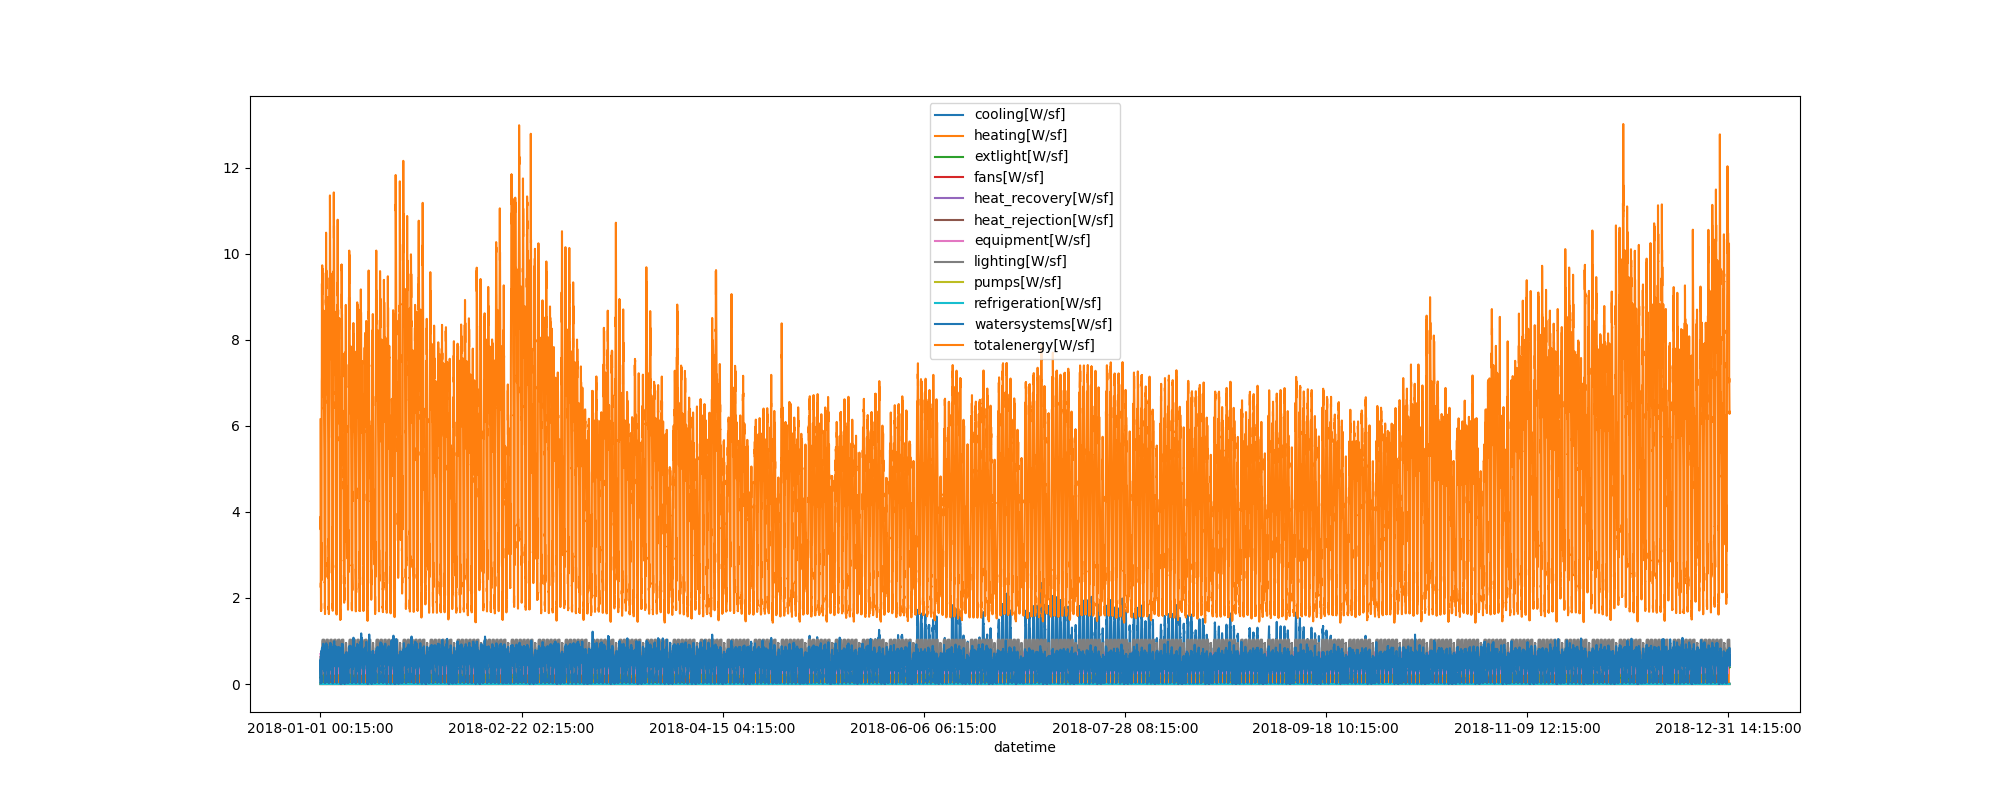 cooling[W/sf]
heating[W/sf]
extlight[W/sf]
fans[W/sf]
heat_recovery[W/sf]
heat_rejection[W/sf]
equipment[W/sf]
lighting[W/sf]
pumps[W/sf]
refrigeration[W/sf]
watersystems[W/sf]
totalenergy[W/sf]
12
10
8
6
4
2
0
2018-01-01 00:15:00 2018-02-22 02:15:00 2018-04-15 04:15:00 2018-06-06 06:15:00 2018-07-28 08:15:00 2018-09-18 10:15:00 2018-11-09 12:15:00 2018-12-31 14:15:00
datetime